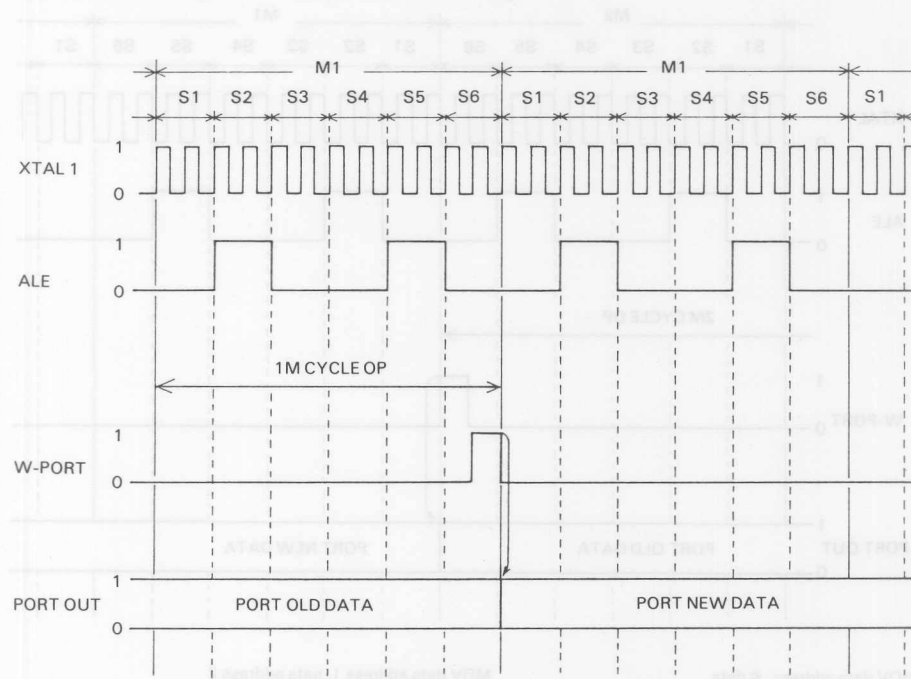 M1 M1
S1 S2 S3 S4 S5 S6 S1 S2 S3 S4 S5 S6 S1
1
XTAL 1
0
1
ALE
0
1M CYCLE OP
1
W-PORT
0
1
PORT OUT PORT OLD DATA PORT NEW DATA
0